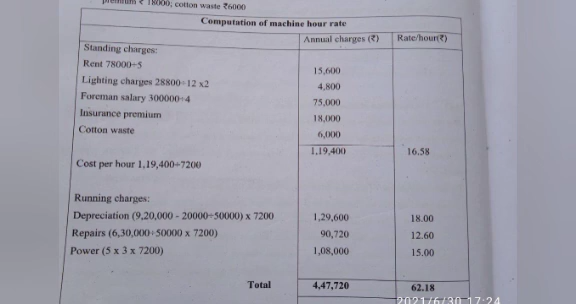 premium ₹ 18000; cotton waste ₹6000
Computation of machine hour rate
Annual charges (₹) Rate/hour(₹)
Standing charges:
Rent 78000÷5 15,600
Lighting charges 28800÷12 x2 4,800
Foreman salary 300000÷4 75,000
Insurance premium 18,000
Cotton waste 6,000
1,19,400 16.58
Cost per hour 1,19,400÷7200
Running charges:
Depreciation (9,20,000 - 20000÷50000) x 7200 1,29,600 18.00
Repairs (6,30,000÷50000 x 7200) 90,720 12.60
Power (5 x 3 x 7200) 1,08,000 15.00
Total 4,47,720 62.18
2021/6/30 17:24